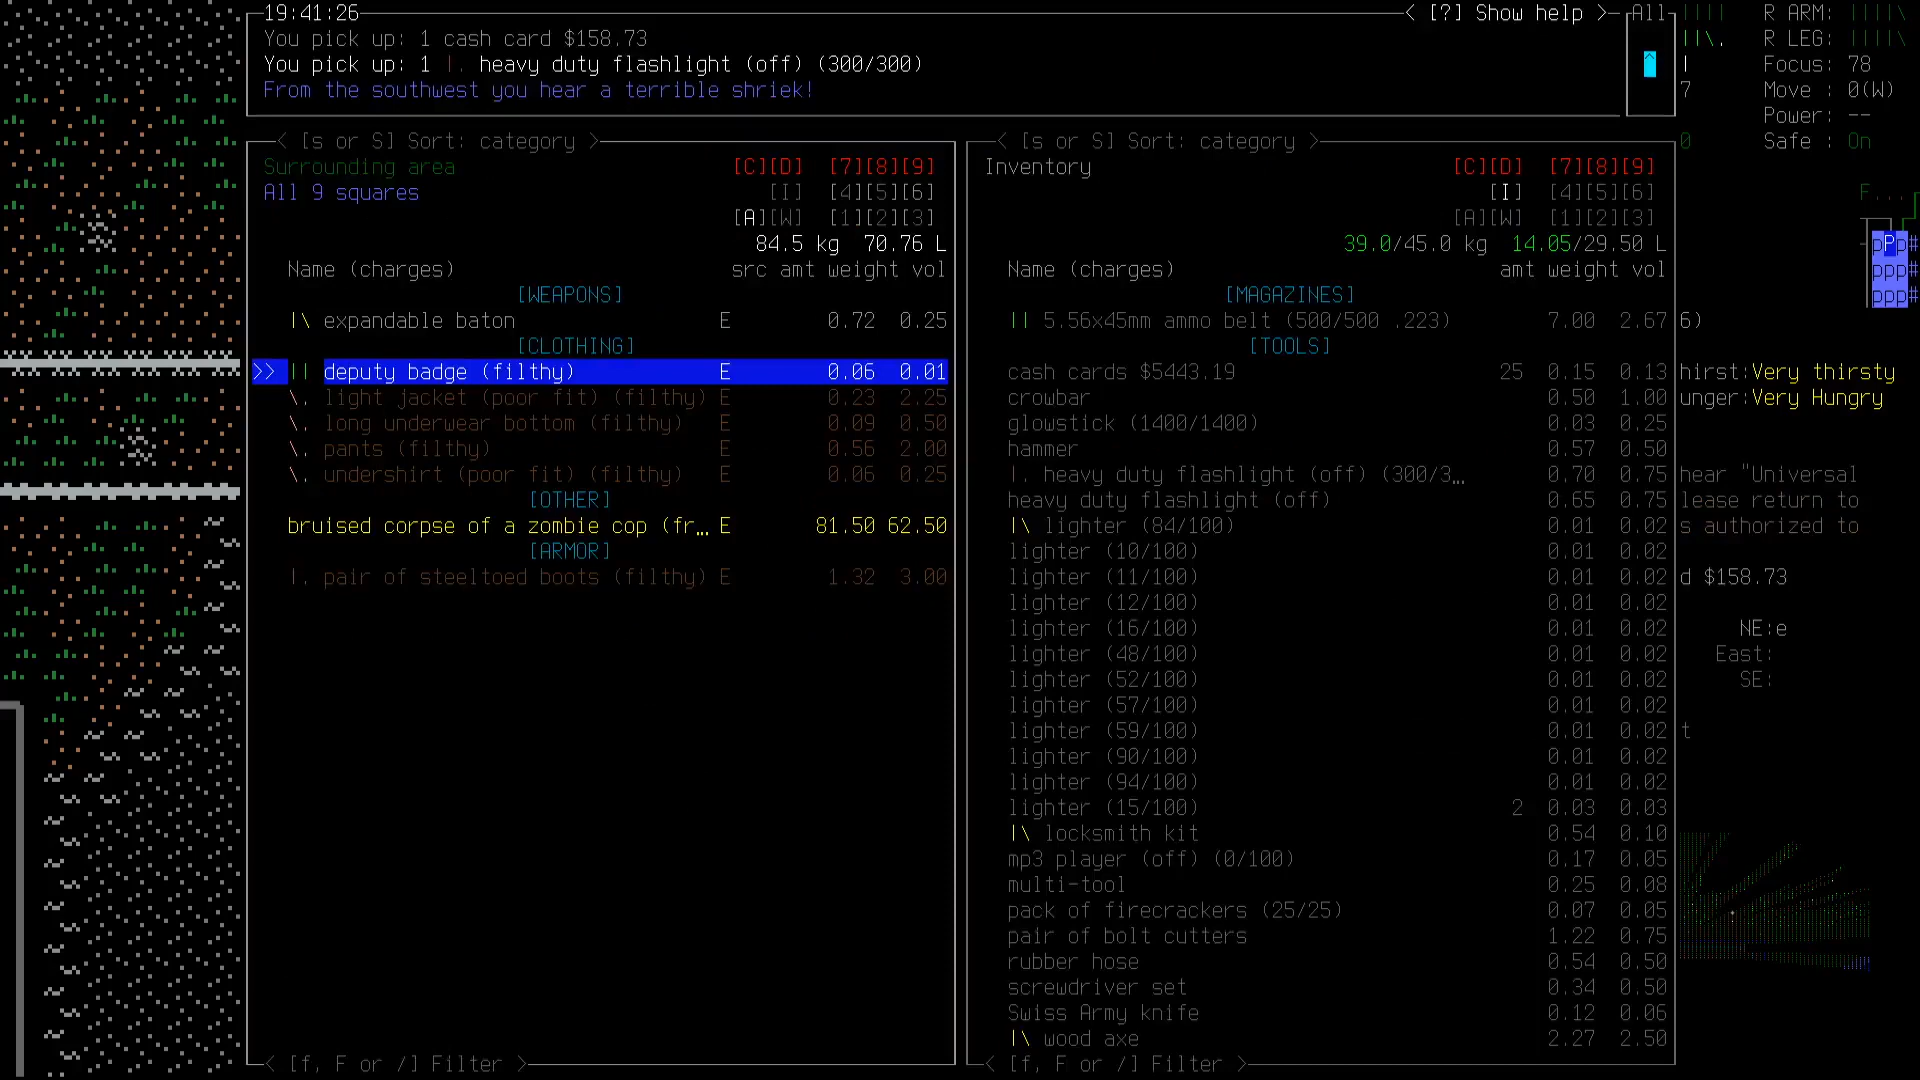 19:41:26 < [?] Show help > All
You pick up: 1 cash card $158.73
You pick up: 1 |. heavy duty flashlight (off) (300/300)
From the southwest you hear a terrible shriek!
< [s or S] Sort: category >
Surrounding area [C][D] [7][8][9]
All 9 squares [I] [4][5][6]
[A][W] [1][2][3]
84.5 kg 70.76 L
Name (charges) src amt weight vol
[WEAPONS]
|\ expandable baton E 0.72 0.25
[CLOTHING]
>> || deputy badge (filthy) E 0.06 0.01
\. light jacket (poor fit) (filthy) E 0.23 2.25
\. long underwear bottom (filthy) E 0.09 0.50
\. pants (filthy) E 0.56 2.00
\. undershirt (poor fit) (filthy) E 0.06 0.25
[OTHER]
bruised corpse of a zombie cop (fr… E 81.50 62.50
[ARMOR]
|. pair of steeltoed boots (filthy) E 1.32 3.00
< [f, F or /] Filter >
< [s or S] Sort: category >
Inventory [C][D] [7][8][9]
[I] [4][5][6]
[A][W] [1][2][3]
39.0/45.0 kg 14.05/29.50 L
Name (charges) amt weight vol
[MAGAZINES]
|| 5.56x45mm ammo belt (500/500 .223) 7.00 2.67
[TOOLS]
cash cards $5443.19 25 0.15 0.13
crowbar 0.50 1.00
glowstick (1400/1400) 0.03 0.25
hammer 0.57 0.50
|. heavy duty flashlight (off) (300/3… 0.70 0.75
heavy duty flashlight (off) 0.65 0.75
|\ lighter (84/100) 0.01 0.02
lighter (10/100) 0.01 0.02
lighter (11/100) 0.01 0.02
lighter (12/100) 0.01 0.02
lighter (16/100) 0.01 0.02
lighter (48/100) 0.01 0.02
lighter (52/100) 0.01 0.02
lighter (57/100) 0.01 0.02
lighter (59/100) 0.01 0.02
lighter (90/100) 0.01 0.02
lighter (94/100) 0.01 0.02
lighter (15/100) 2 0.03 0.03
|\ locksmith kit 0.54 0.10
mp3 player (off) (0/100) 0.17 0.05
multi-tool 0.25 0.08
pack of firecrackers (25/25) 0.07 0.05
pair of bolt cutters 1.22 0.75
rubber hose 0.54 0.50
screwdriver set 0.34 0.50
Swiss Army knife 0.12 0.06
|\ wood axe 2.27 2.50
< [f, F or /] Filter >
|||| R ARM: ||||\
||\. R LEG: ||||\
| Focus: 78
7 Move : 0(W)
Power: --
0 Safe : On
F...
pPp#
ppp#
ppp#
6)
hirst:Very thirsty
unger:Very Hungry
hear "Universal
lease return to
s authorized to
d $158.73
NE:e
East:
SE:
t